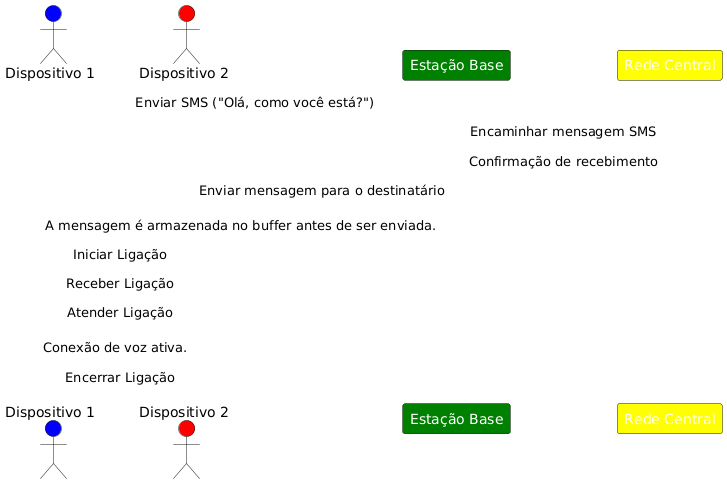 Dispositivo 1
Dispositivo 2
Estação Base
Rede Central
Enviar SMS ("Olá, como você está?")
Encaminhar mensagem SMS
Confirmação de recebimento
Enviar mensagem para o destinatário
A mensagem é armazenada no buffer antes de ser enviada.
Iniciar Ligação
Receber Ligação
Atender Ligação
Conexão de voz ativa.
Encerrar Ligação
Dispositivo 1
Dispositivo 2
Estação Base
Rede Central